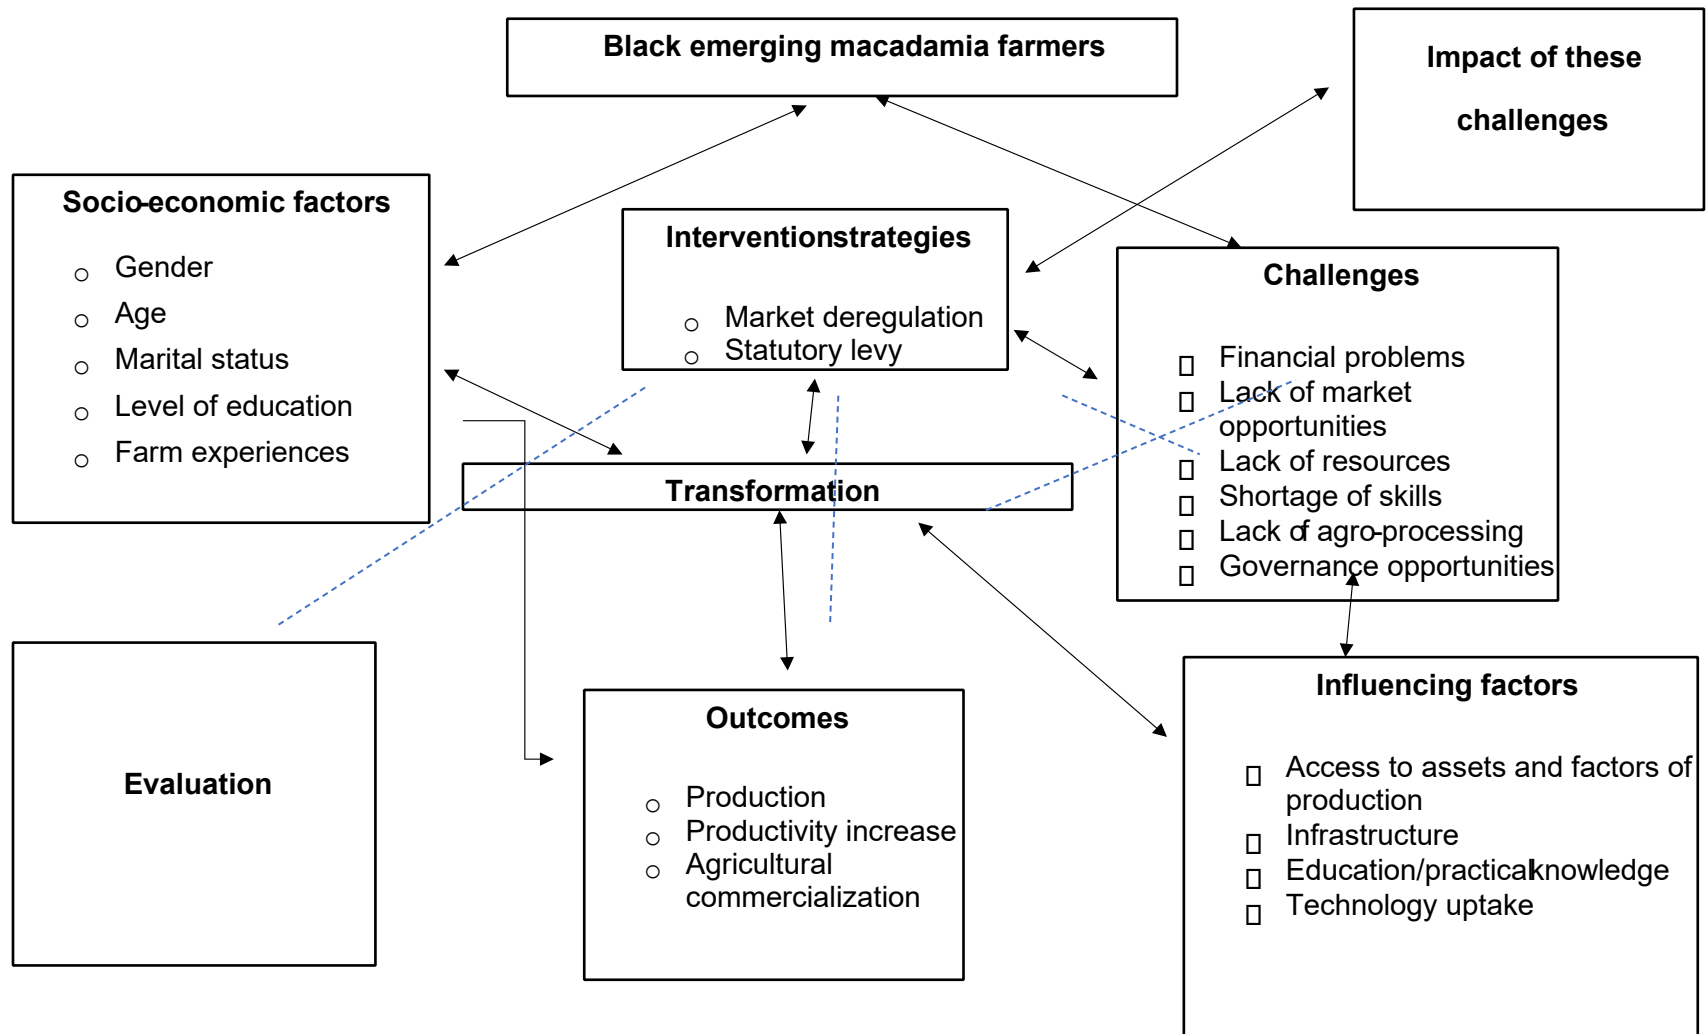 Black emerging macadamia farmers
Impact of these
challenges
Socio-economic factors
Gender
Age
Marital status
Level of education
Farm experiences
Interventionstrategies
Market deregulation
Statutory levy
Challenges
Financial problems
Lack of market
opportunities
Lack of resources
Shortage of skills
Lack of agro-processing
Governance opportunities
Transformation
Evaluation
Outcomes
Production
Productivity increase
Agricultural
commercialization
Influencing factors
Access to assets and factors of
production
Infrastructure
Education/practicalknowledge
Technology uptake